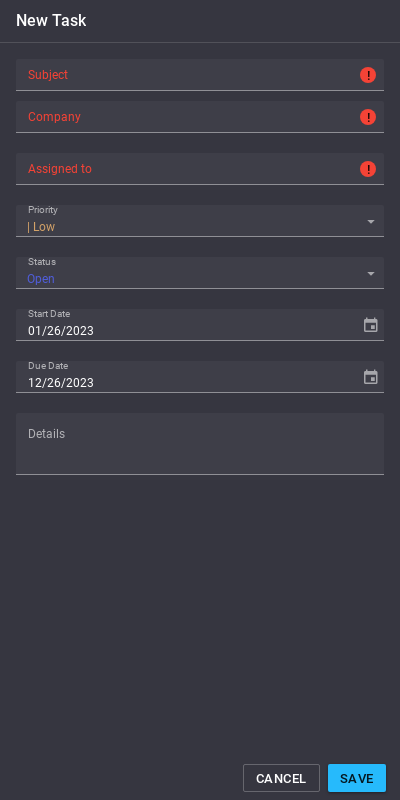 New Task
Subject
Company
Assigned to
Priority
| Low
Status
Open
Start Date
01/26/2023
Due Date
12/26/2023
Details
CANCEL
SAVE